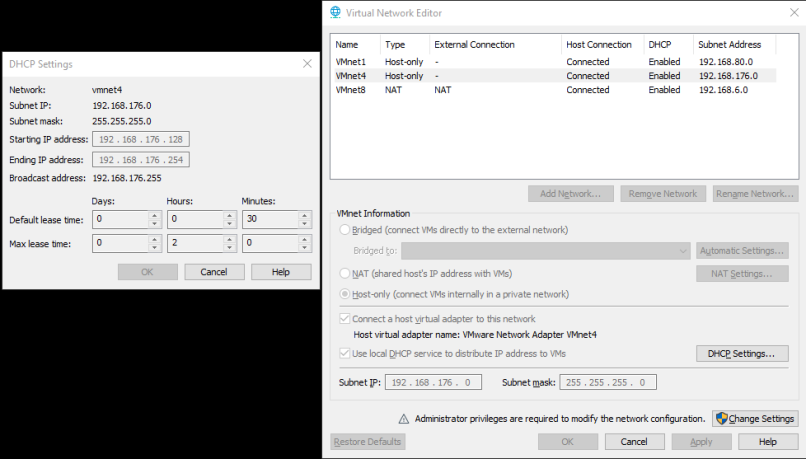 DHCP Settings
Network: vmnet4
Subnet IP: 192.168.176.0
Subnet mask: 255.255.255.0
Starting IP address: 192 . 168 . 176 . 128
Ending IP address: 192 . 168 . 176 . 254
Broadcast address: 192.168.176.255
Days: Hours: Minutes:
Default lease time: 0 0 30
Max lease time: 0 2 0
OK Cancel Help
Virtual Network Editor
Name Type External Connection Host Connection DHCP Subnet Address
VMnet1 Host-only - Connected Enabled 192.168.80.0
VMnet4 Host-only - Connected Enabled 192.168.176.0
VMnet8 NAT NAT Connected Enabled 192.168.6.0
Add Network... Remove Network Rename Network...
VMnet Information
Bridged (connect VMs directly to the external network)
Bridged to: Automatic Settings...
NAT (shared host's IP address with VMs) NAT Settings...
Host-only (connect VMs internally in a private network)
Connect a host virtual adapter to this network
Host virtual adapter name: VMware Network Adapter VMnet4
Use local DHCP service to distribute IP address to VMs DHCP Settings...
Subnet IP: 192 . 168 . 176 . 0 Subnet mask: 255 . 255 . 255 . 0
Administrator privileges are required to modify the network configuration. Change Settings
Restore Defaults OK Cancel Apply Help